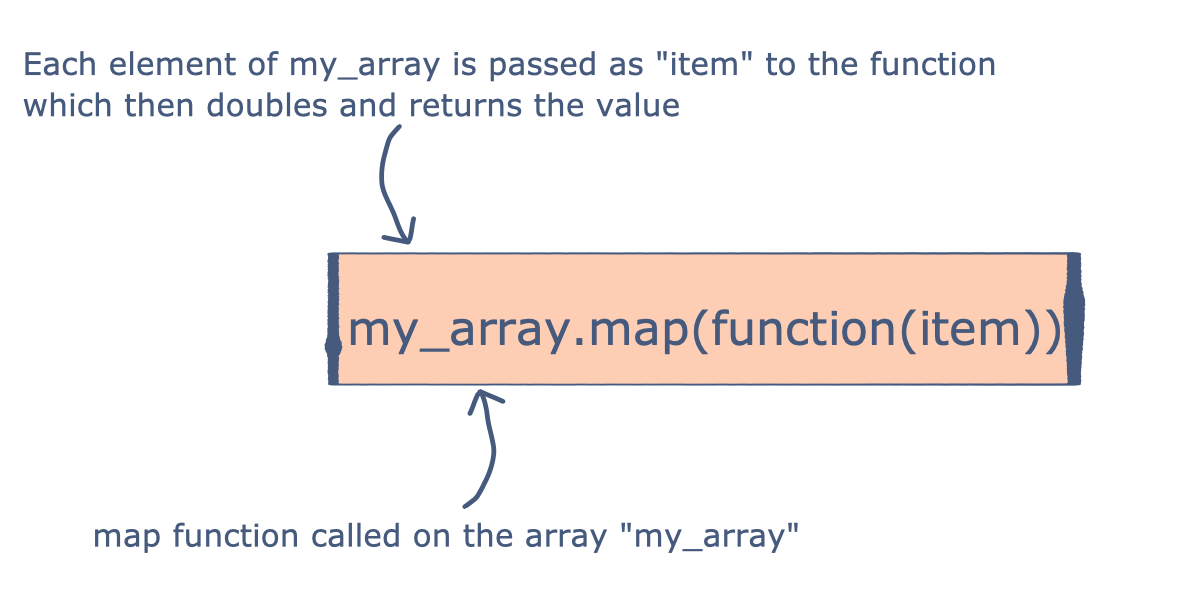 Each element of my_array is passed as "item" to the function
which then doubles and returns the value
my_array.map(function(item))
map function called on the array "my_array"